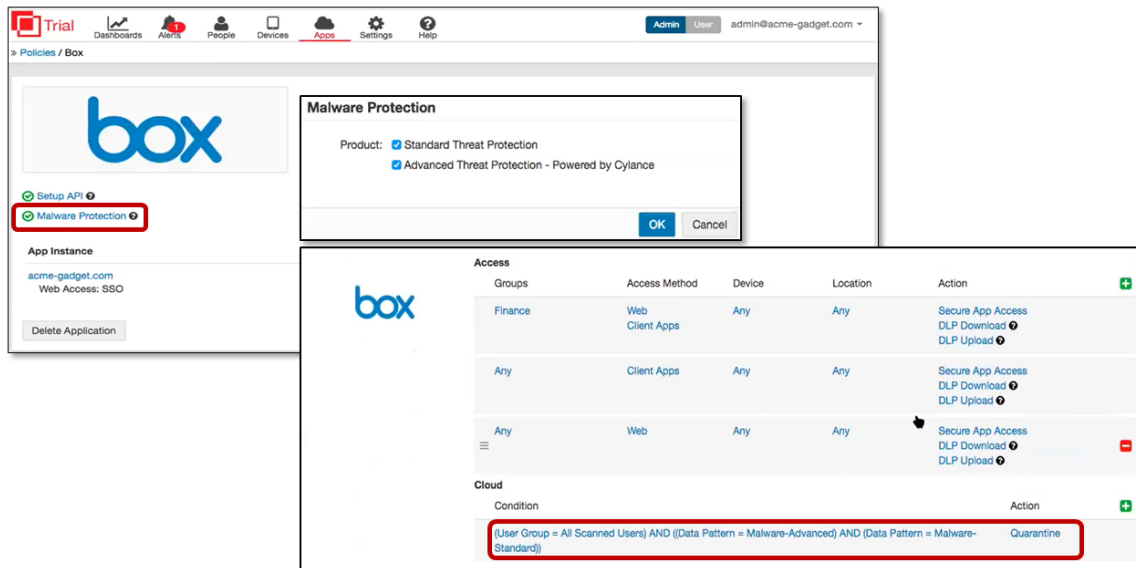 Trial
Dashboards
1
Alerts
People
Devices
Apps
Settings
Help
Admin User
admin@acme-gadget.com
» Policies / Box
box
Setup API ?
Malware Protection ?
App Instance
acme-gadget.com
Web Access: SSO
Delete Application
Malware Protection
Product: Standard Threat Protection
Advanced Threat Protection - Powered by Cylance
OK Cancel
box
Access
Groups Access Method Device Location Action
Finance Web Any Any Secure App Access
Client Apps DLP Download ?
DLP Upload ?
Any Client Apps Any Any Secure App Access
DLP Download ?
DLP Upload ?
Any Web Any Any Secure App Access
DLP Download ?
DLP Upload ?
Cloud
Condition Action
(User Group = All Scanned Users) AND ((Data Pattern = Malware-Advanced) AND (Data Pattern = Malware- Quarantine
Standard))